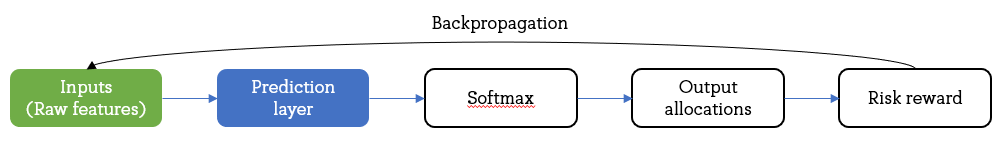 Backpropagation
Inputs
(Raw features)
Prediction
layer
Softmax
Output
allocations
Risk reward